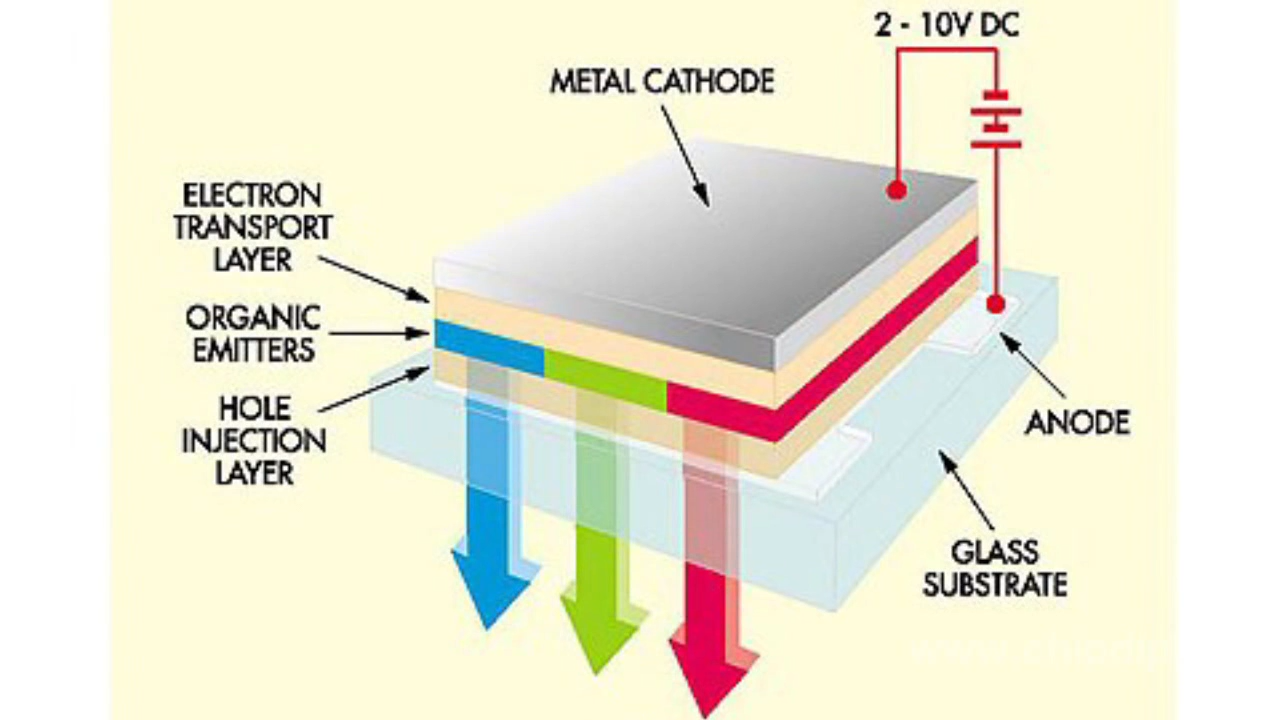 2 - 10V DC
METAL CATHODE
ELECTRON
TRANSPORT
LAYER
ORGANIC
EMITTERS
HOLE
INJECTION
LAYER
ANODE
GLASS
SUBSTRATE